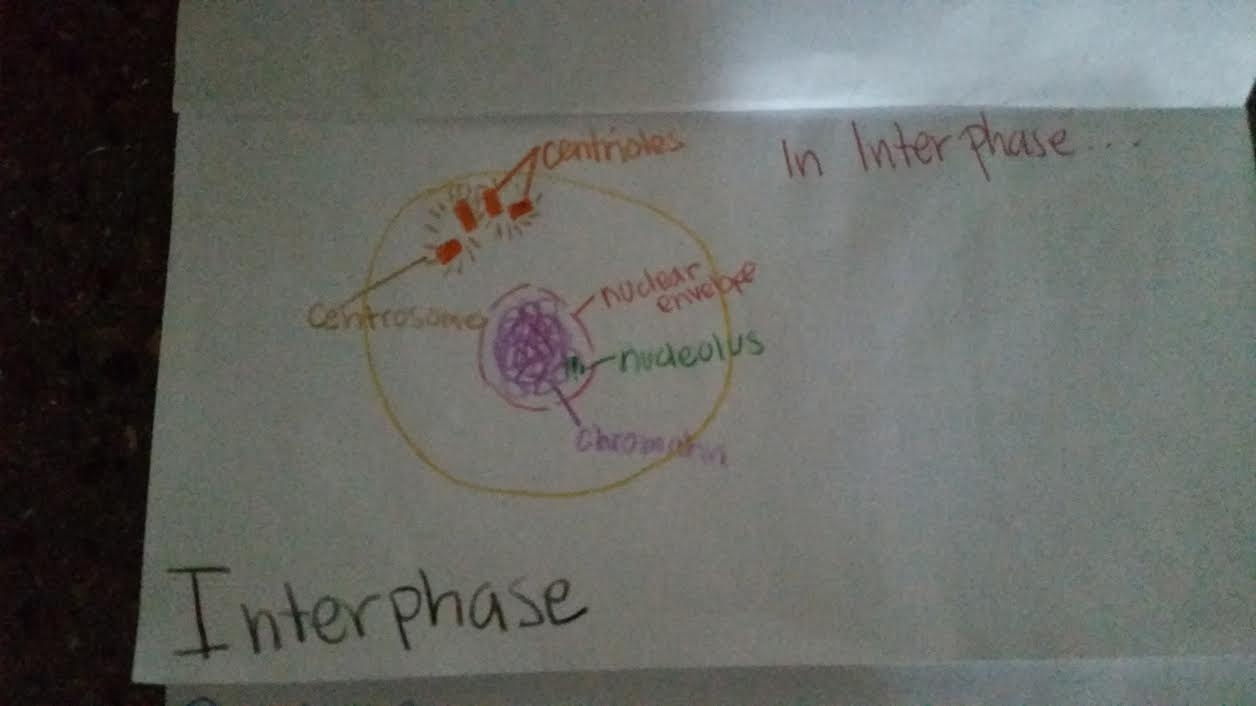 centrioles
In Interphase...
nuclear
envelope
Centrosome
nucleolus
Chromatin
Interphase